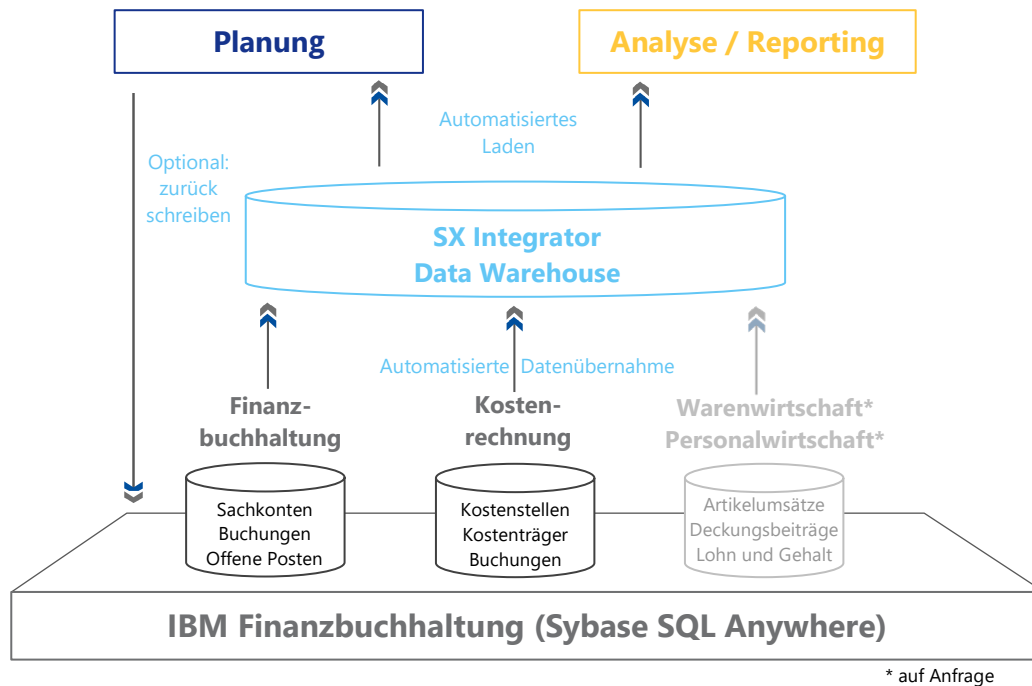 Planung
Analyse / Reporting
Automatisiertes
Laden
Optional:
zurück
schreiben
SX Integrator
Data Warehouse
Automatisierte Datenübernahme
Finanz-
buchhaltung
Kosten-
rechnung
Warenwirtschaft*
Personalwirtschaft*
Sachkonten
Buchungen
Offene Posten
Kostenstellen
Kostenträger
Buchungen
Artikelumsätze
Deckungsbeiträge
Lohn und Gehalt
IBM Finanzbuchhaltung (Sybase SQL Anywhere)
* auf Anfrage